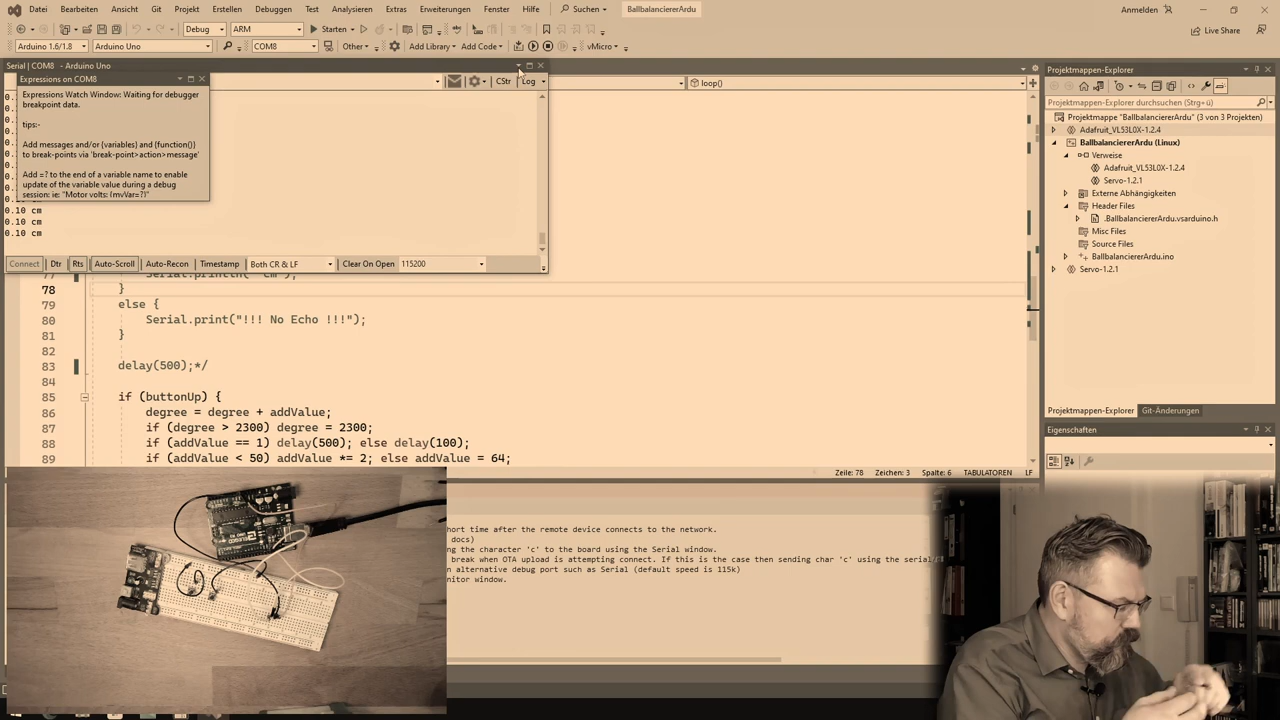 Datei Bearbeiten Ansicht Git Projekt Erstellen Debuggen Test Analysieren Extras Erweiterungen Fenster Hilfe Suchen BallbalanciererArdu Anmelden
Debug ARM Starten Live Share
Arduino 1.6/1.8 Arduino Uno COM8 Other Add Library Add Code vMicro
Serial | COM8 - Arduino Uno
Expressions on COM8
CStr Log
loop()
Expressions Watch Window: Waiting for debugger
breakpoint data.
tips:-
Add messages and/or {variables} and {function()}
to break-points via 'break-point>action>message'
Add =? to the end of a variable name to enable
update of the variable value during a debug
session: ie: "Motor volts: {myVar=?}"
0.10 cm
0.10 cm
0.10 cm
Connect Dtr Rts Auto-Scroll Auto-Recon Timestamp Both CR & LF Clear On Open 115200
77 Serial.println(" cm");
78 }
79 else {
80 Serial.print("!!! No Echo !!!");
81 }
82
83 delay(500);*/
84
85 if (buttonUp) {
86 degree = degree + addValue;
87 if (degree > 2300) degree = 2300;
88 if (addValue == 1) delay(500); else delay(100);
89 if (addValue < 50) addValue *= 2; else addValue = 64;
Zeile: 78 Zeichen: 3 Spalte: 6 TABULATOREN LF
hort time after the remote device connects to the network.
docs)
ng the character 'c' to the board using the Serial window.
break when OTA upload is attempting connect. If this is the case then sending char 'c' using the serial/
n alternative debug port such as Serial (default speed is 115k)
nitor window.
Projektmappen-Explorer
Projektmappen-Explorer durchsuchen (Strg+ü)
Projektmappe "BallbalanciererArdu" (3 von 3 Projekten)
Adafruit_VL53L0X-1.2.4
BallbalanciererArdu (Linux)
Verweise
Adafruit_VL53L0X-1.2.4
Servo-1.2.1
Externe Abhängigkeiten
Header Files
.BallbalanciererArdu.vsarduino.h
Misc Files
Source Files
BallbalanciererArdu.ino
Servo-1.2.1
Projektmappen-Explorer Git-Änderungen
Eigenschaften